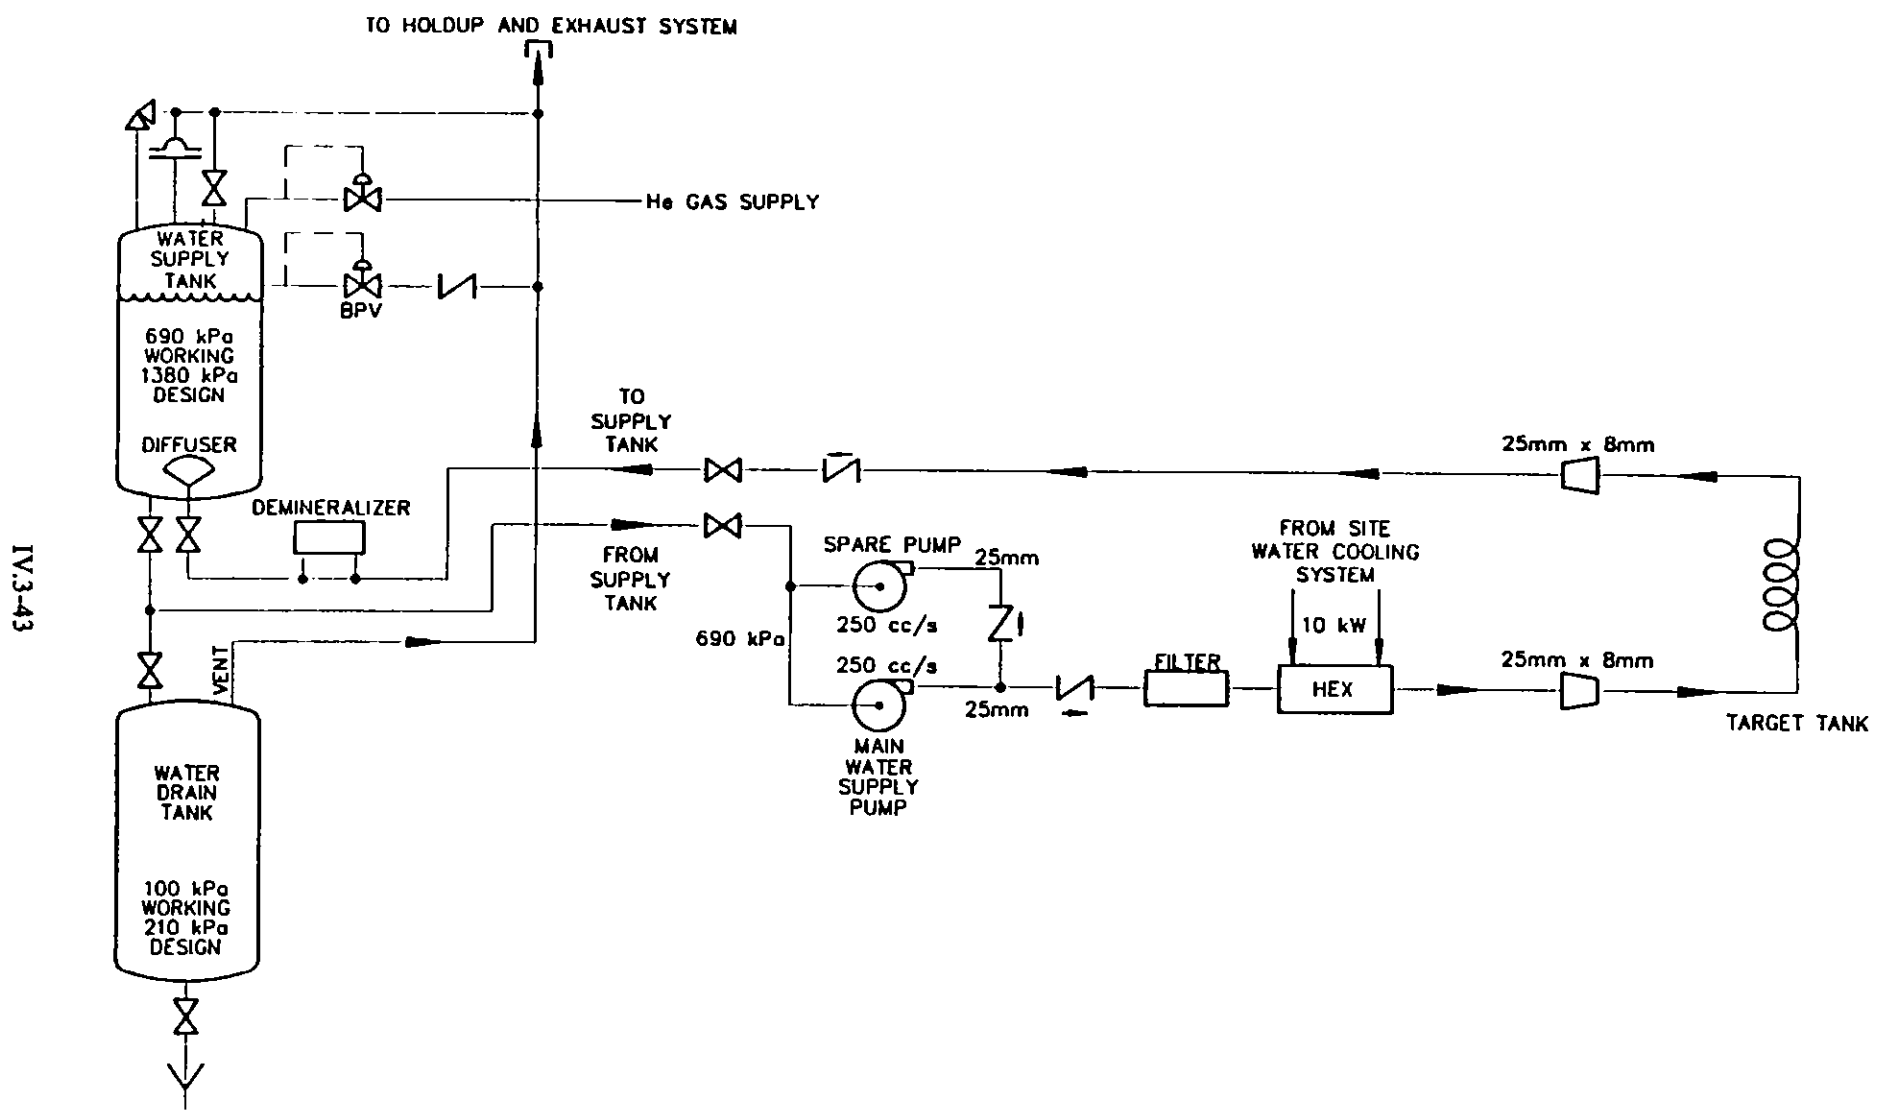 TO HOLDUP AND EXHAUST SYSTEM
He GAS SUPPLY
WATER
SUPPLY
TANK
BPV
690 kPa
WORKING
1380 kPa
DESIGN
DIFFUSER
DEMINERALIZER
TO
SUPPLY
TANK
25mm x 8mm
FROM
SUPPLY
TANK
SPARE PUMP
25mm
250 cc/s
690 kPa
250 cc/s
25mm
MAIN
WATER
SUPPLY
PUMP
FILTER
FROM SITE
WATER COOLING
SYSTEM
10 kW
HEX
25mm x 8mm
TARGET TANK
VENT
WATER
DRAIN
TANK
100 kPa
WORKING
210 kPa
DESIGN
IV.3-43